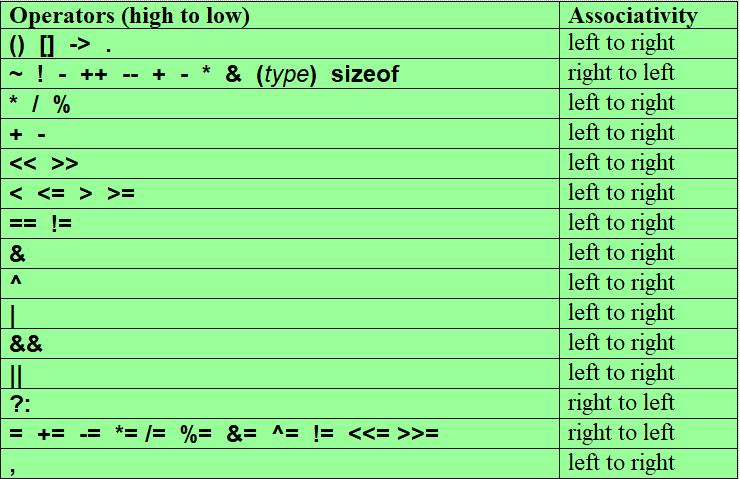 Operators (high to low) Associativity
() [] -> . left to right
~ ! - ++ -- + - * & (type) sizeof right to left
* / % left to right
+ - left to right
<< >> left to right
< <= > >= left to right
== != left to right
& left to right
^ left to right
| left to right
&& left to right
|| left to right
?: right to left
= += -= *= /= %= &= ^= != <<= >>= right to left
, left to right